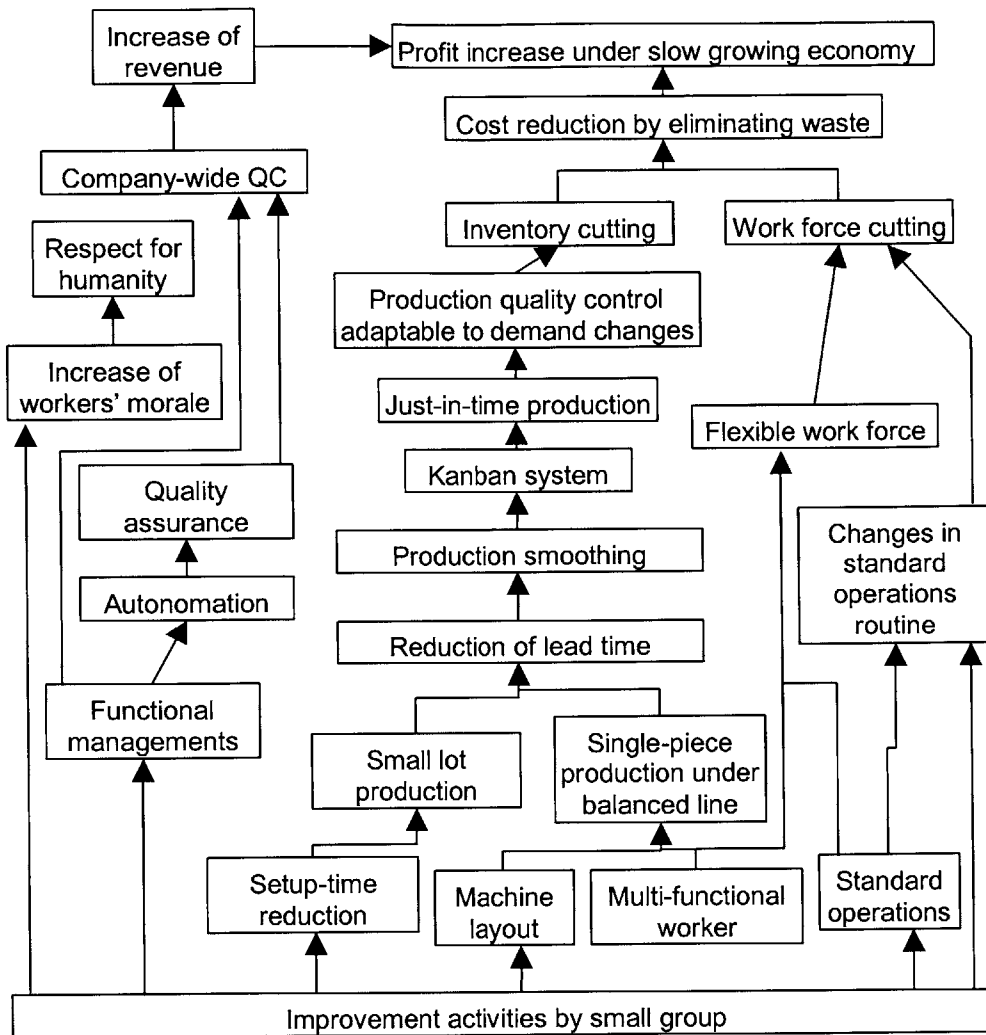 Increase of
revenue
Profit increase under slow growing economy
Cost reduction by eliminating waste
Company-wide QC
Inventory cutting
Work force cutting
Respect for
humanity
Production quality control
adaptable to demand changes
Increase of
workers' morale
Just-in-time production
Flexible work force
Kanban system
Quality
assurance
Changes in
standard
operations
routine
Production smoothing
Autonomation
Reduction of lead time
Functional
managements
Small lot
production
Single-piece
production under
balanced line
Setup-time
reduction
Machine
layout
Multi-functional
worker
Standard
operations
Improvement activities by small group